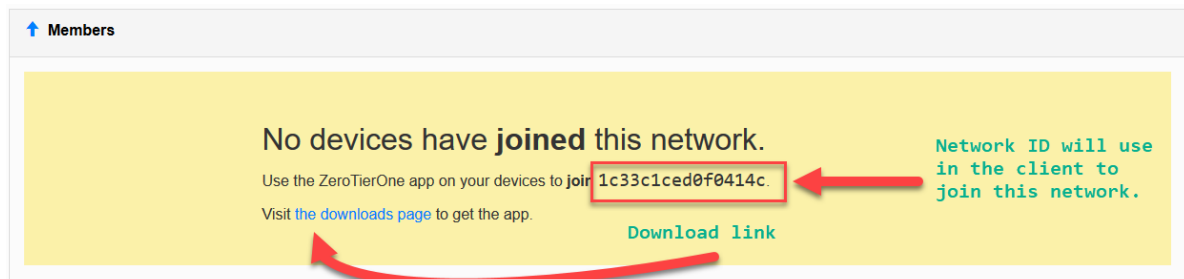 Members
No devices have joined this network.
Use the ZeroTierOne app on your devices to join 1c33c1ced0f0414c.
Visit the downloads page to get the app.
Network ID will use
in the client to
join this network.
Download link